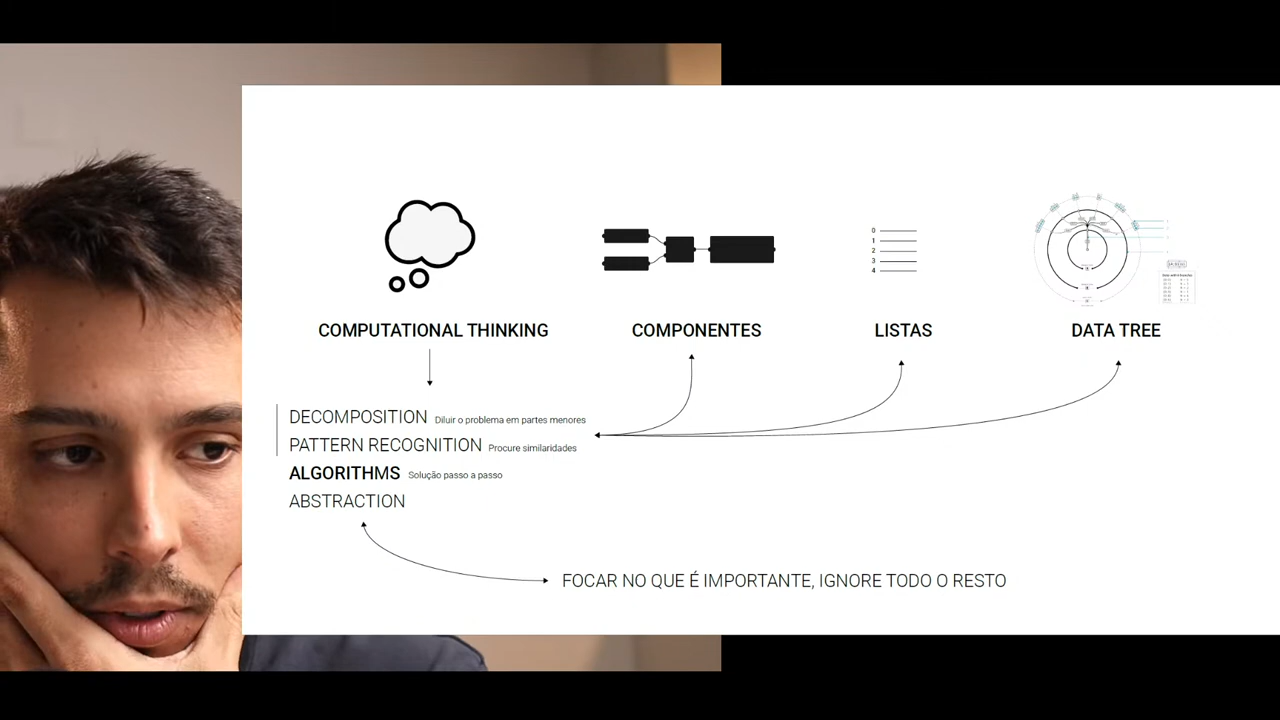 0
1
2
3
4
COMPUTATIONAL THINKING
COMPONENTES
LISTAS
DATA TREE
DECOMPOSITION Diluir o problema em partes menores
PATTERN RECOGNITION Procure similaridades
ALGORITHMS Solução passo a passo
ABSTRACTION
FOCAR NO QUE É IMPORTANTE, IGNORE TODO O RESTO